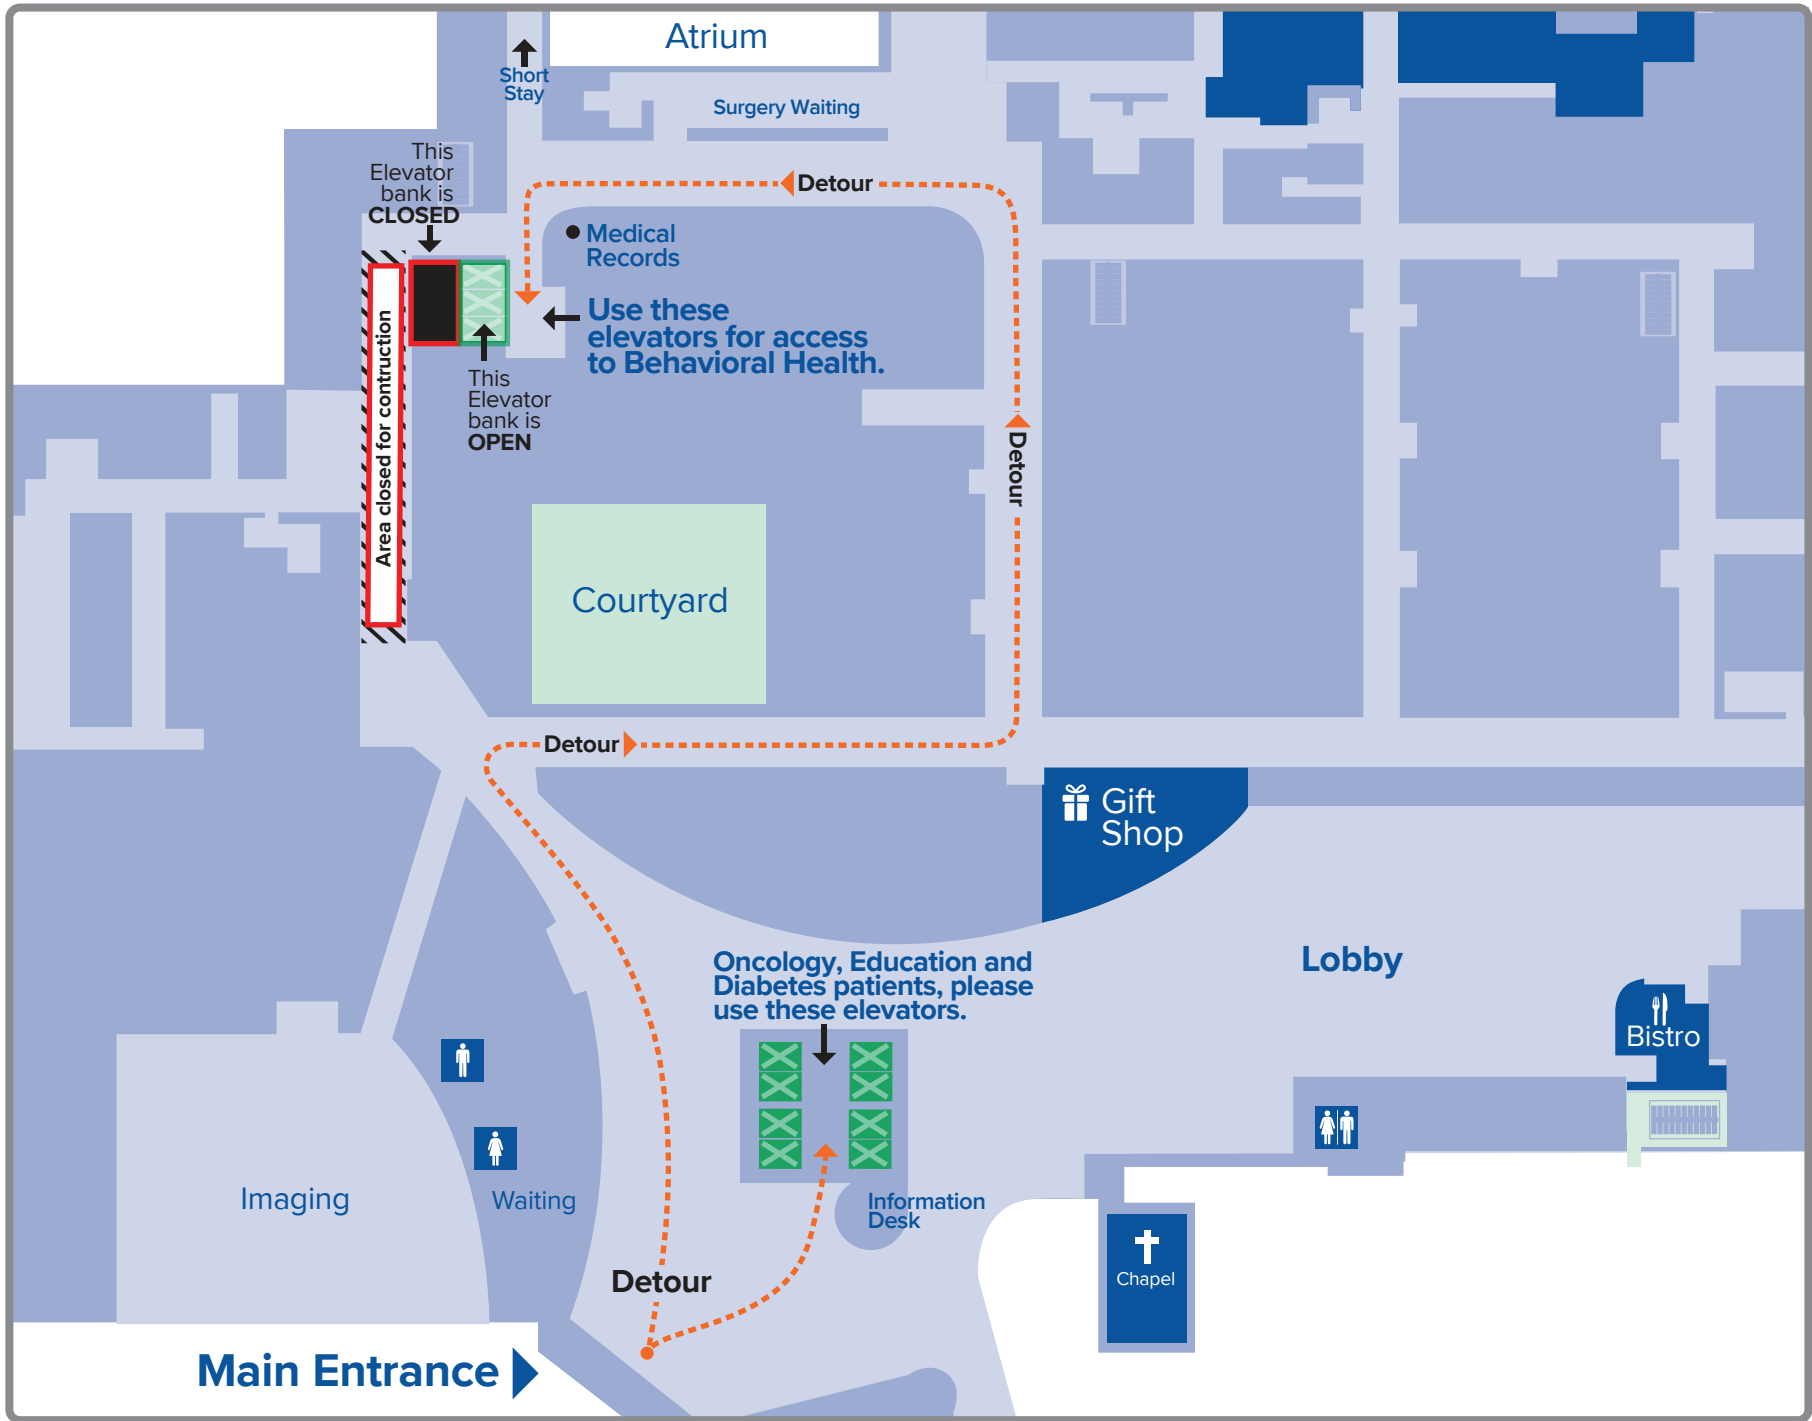 Atrium
Short
Stay
Surgery Waiting
This
Elevator
bank is
CLOSED
Detour
Medical
Records
Use these
elevators for access
to Behavioral Health.
This
Elevator
bank is
OPEN
Area closed for contruction
Detour
Courtyard
Detour
Gift
Shop
Oncology, Education and
Diabetes patients, please
use these elevators.
Lobby
Bistro
Imaging
Waiting
Information
Desk
Chapel
Detour
Main Entrance